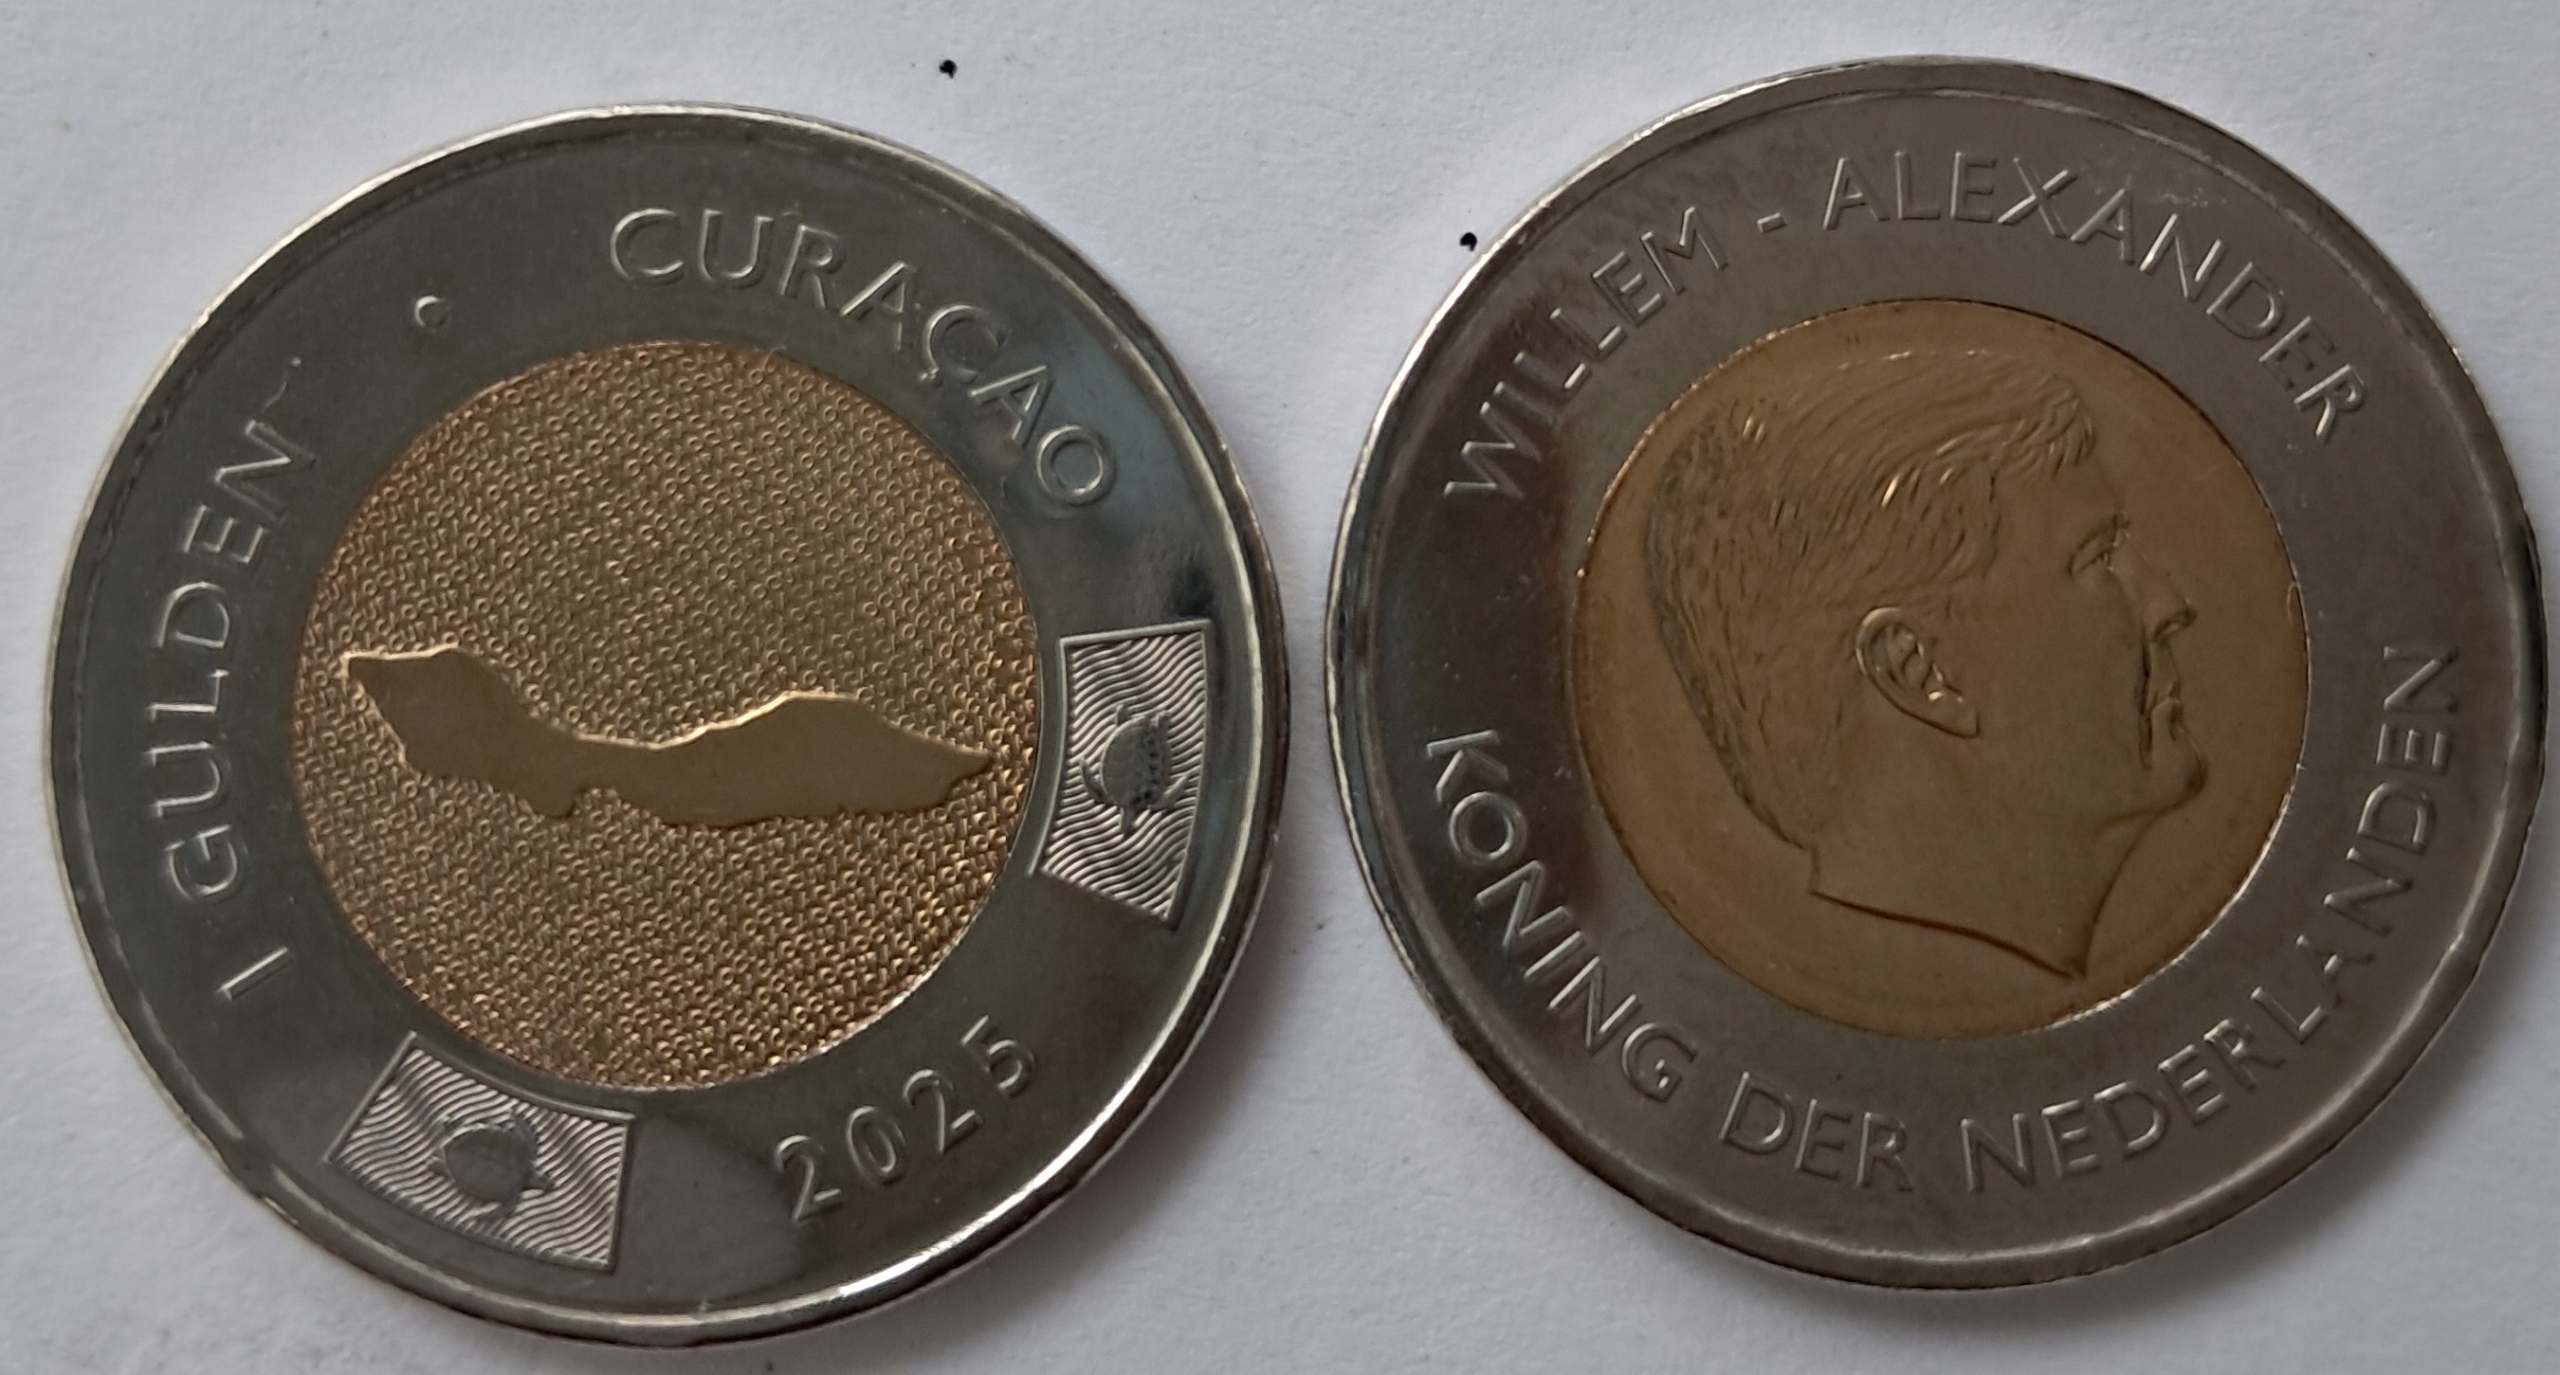 1 GULDEN
CURAÇAO
2025
WILLEM - ALEXANDER
KONING DER NEDERLANDEN